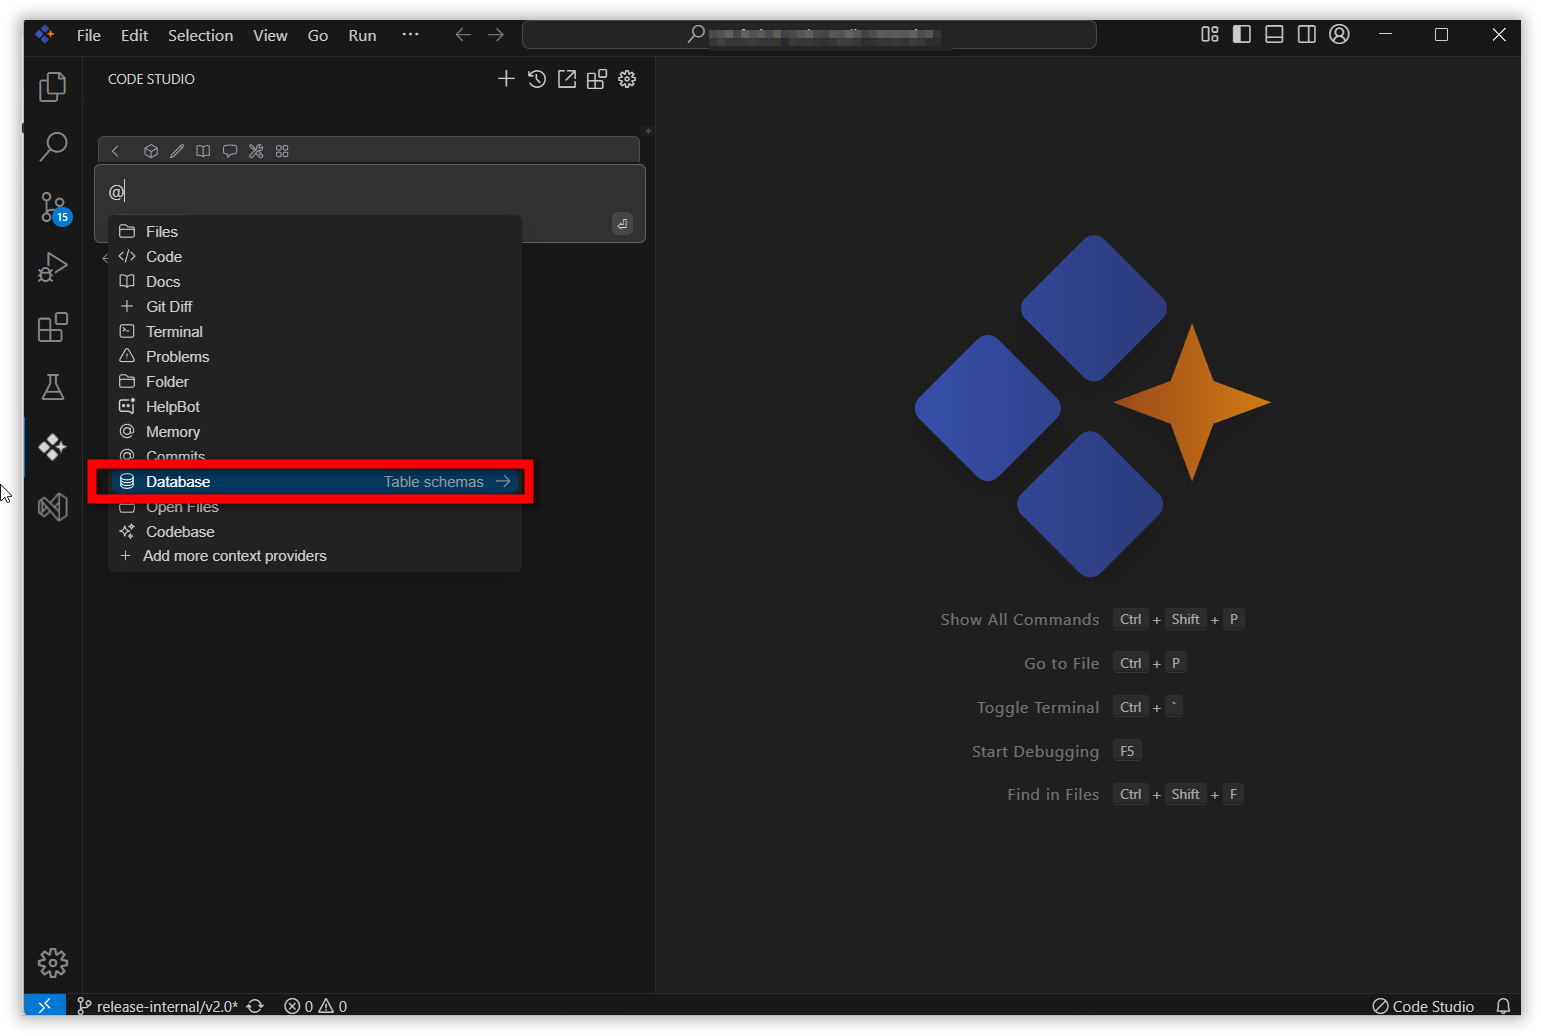 File Edit Selection View Go Run ···
CODE STUDIO
@
Files
Code
Docs
Git Diff
Terminal
Problems
Folder
HelpBot
Memory
Commits
Database Table schemas
Open Files
Codebase
Add more context providers
15
Show All Commands Ctrl + Shift + P
Go to File Ctrl + P
Toggle Terminal Ctrl + `
Start Debugging F5
Find in Files Ctrl + Shift + F
release-internal/v2.0* 0 0 Code Studio